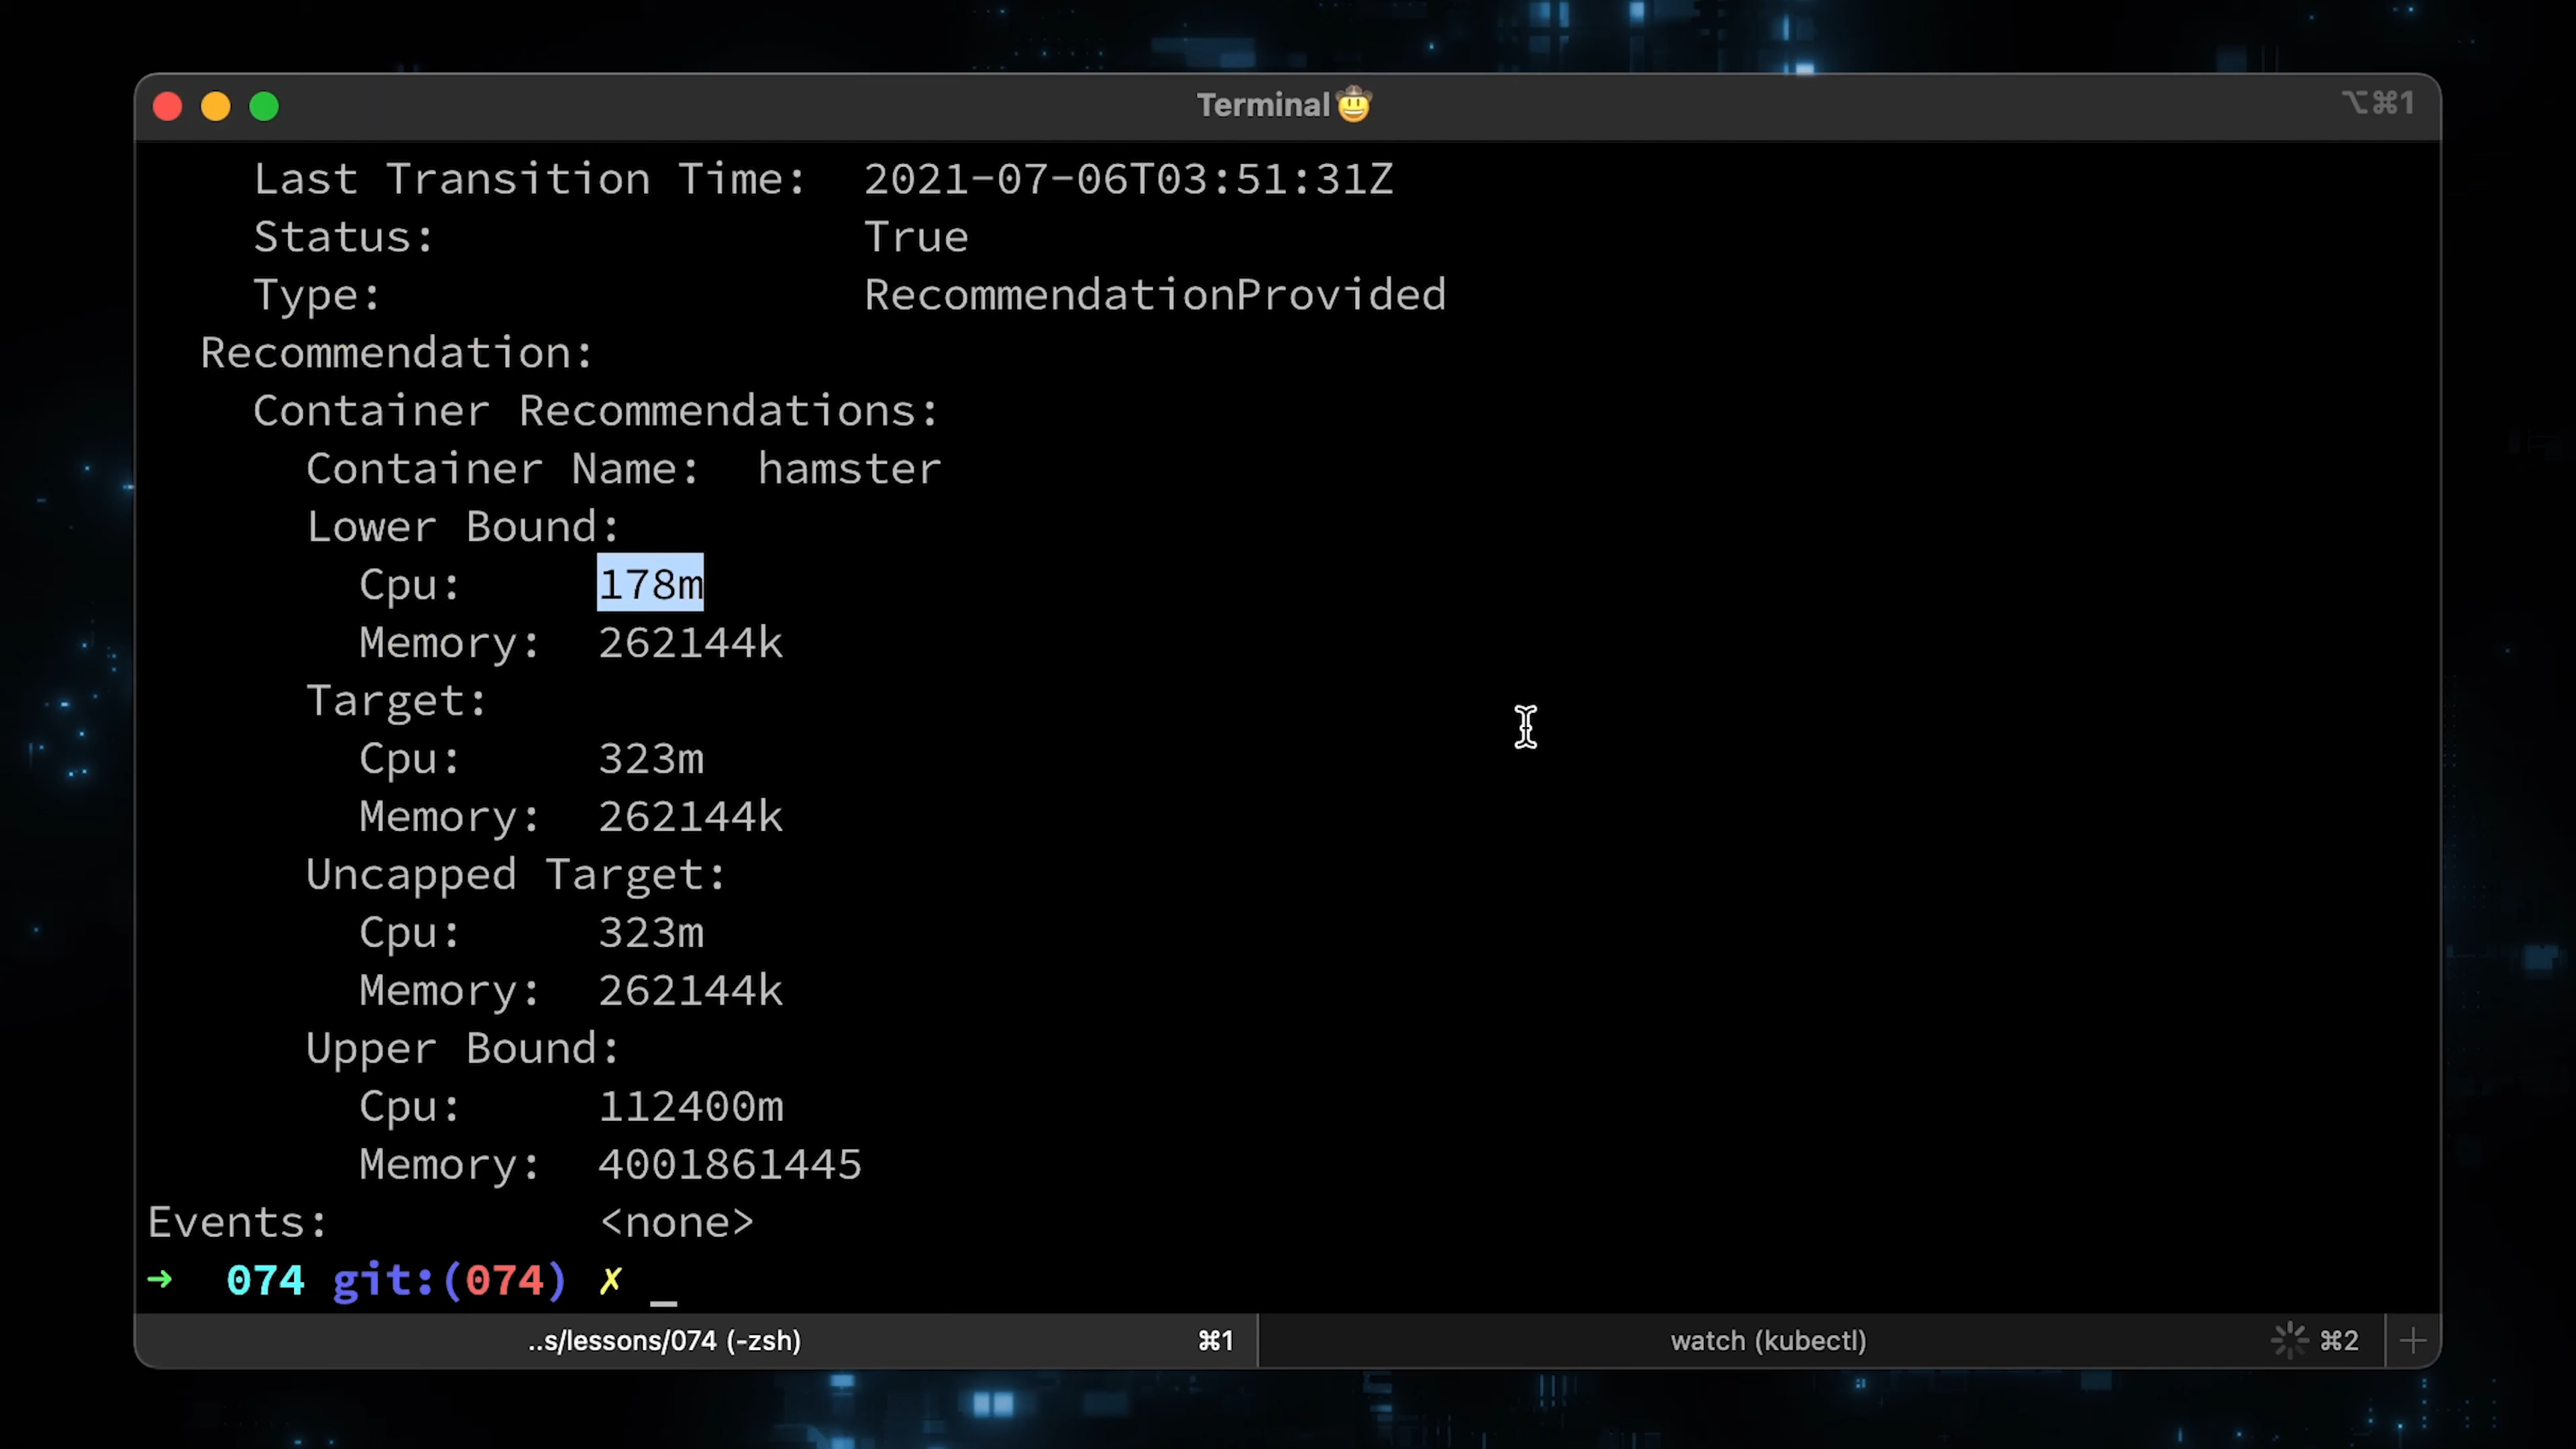 Terminal🤠
⌥⌘1
Last Transition Time:  2021-07-06T03:51:31Z
Status:                True
Type:                  RecommendationProvided
Recommendation:
Container Recommendations:
Container Name:  hamster
Lower Bound:
Cpu:     178m
Memory:  262144k
Target:
Cpu:     323m
Memory:  262144k
Uncapped Target:
Cpu:     323m
Memory:  262144k
Upper Bound:
Cpu:     112400m
Memory:  4001861445
Events:          <none>
→  074 git:(074) ✗ _
..s/lessons/074 (-zsh)  ⌘1  watch (kubectl)  ⌘2  +